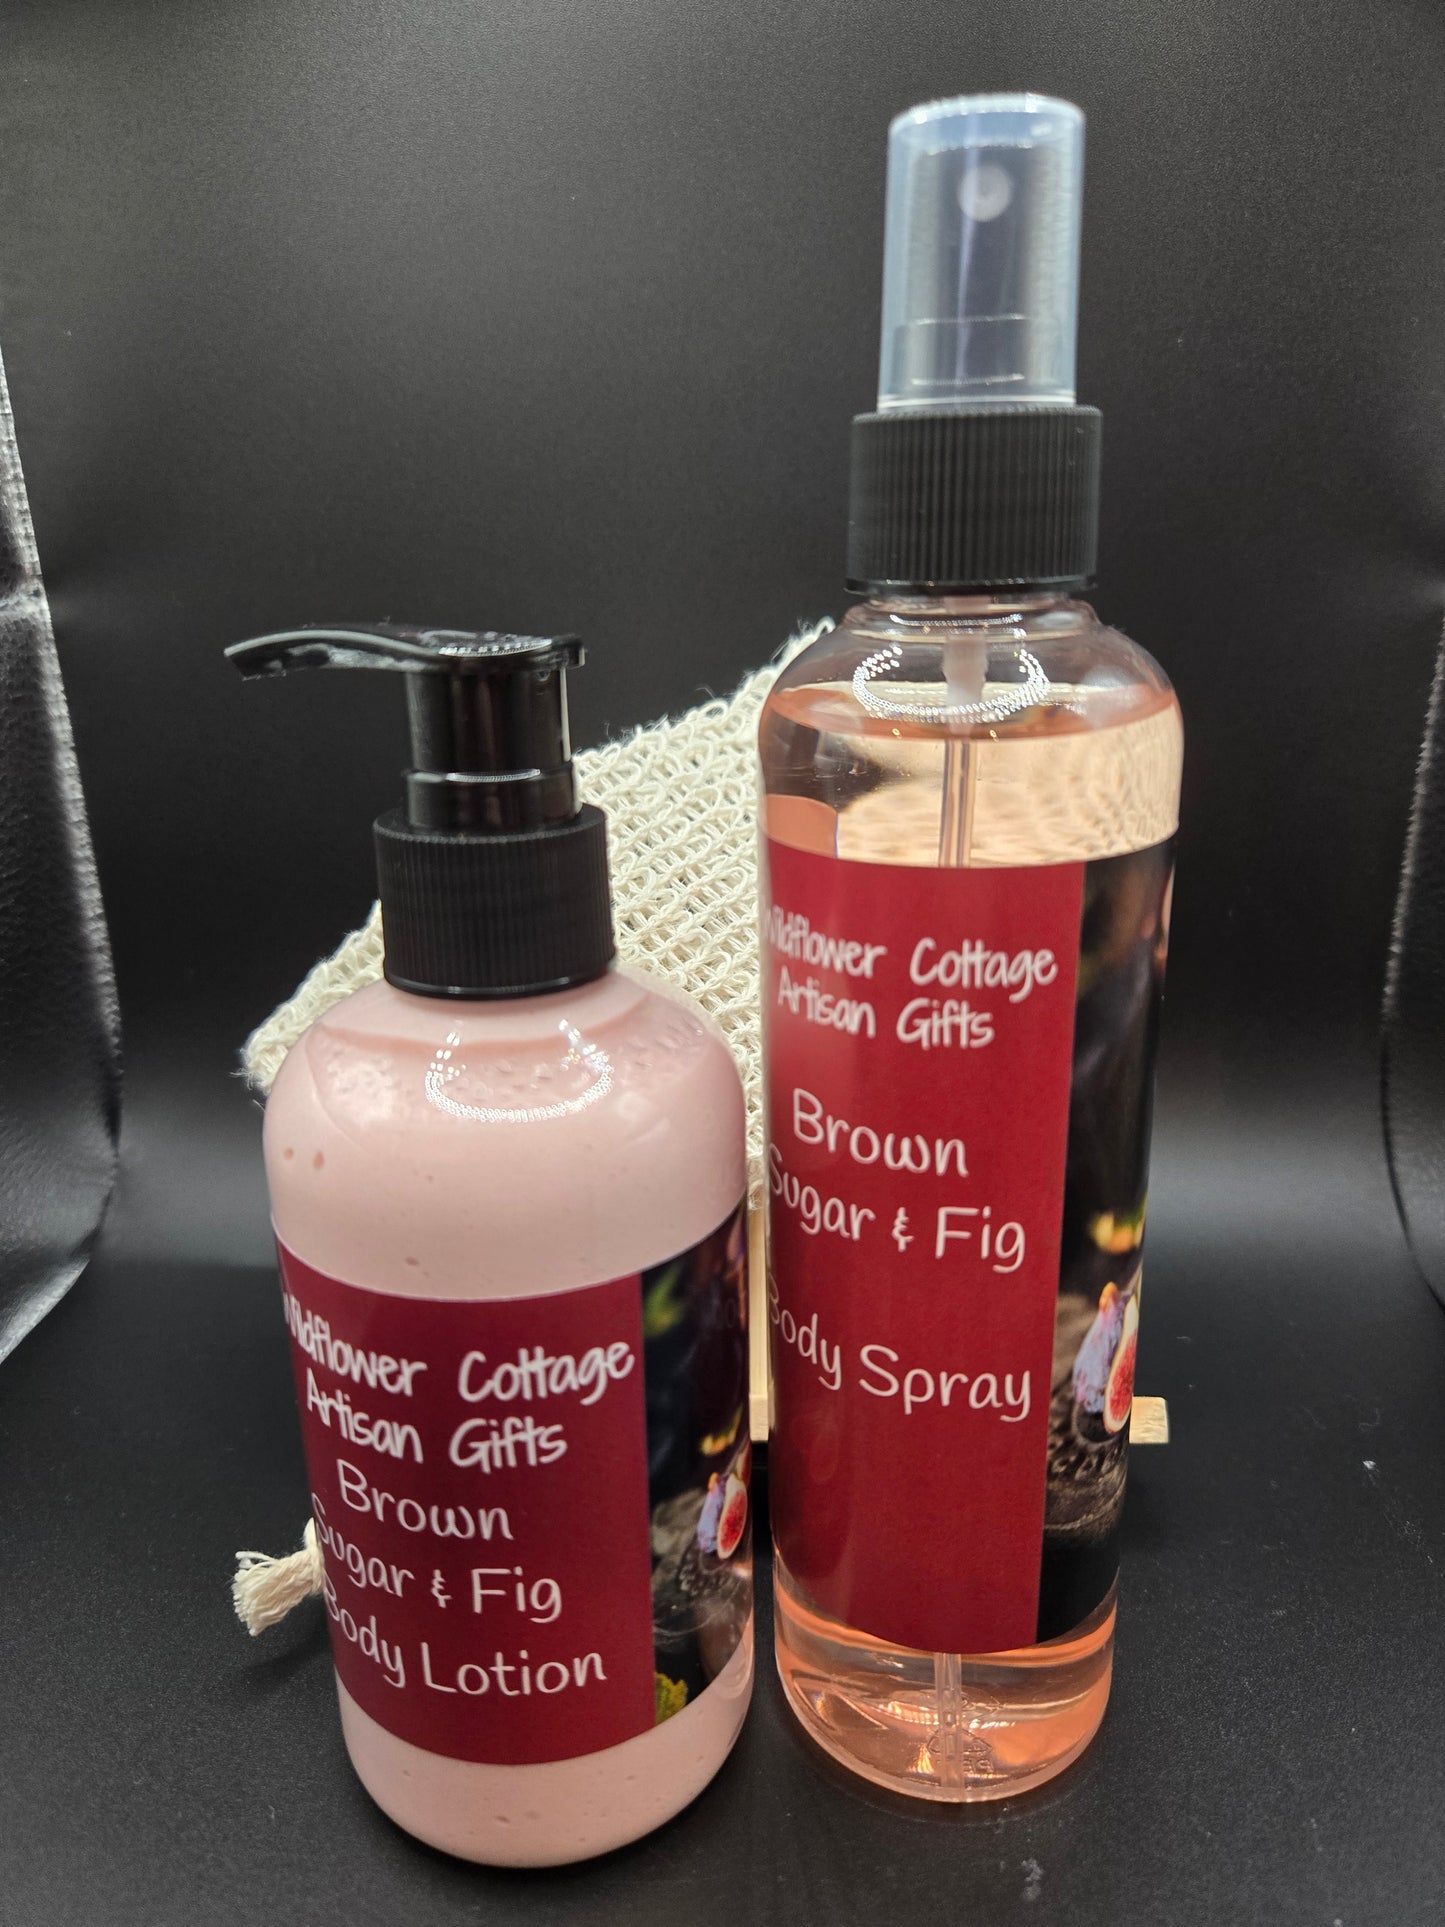 Wildflower Cottage
Artisan Gifts
Brown
Sugar & Fig
Body Lotion
Wildflower Cottage
Artisan Gifts
Brown
Sugar & Fig
Body Spray